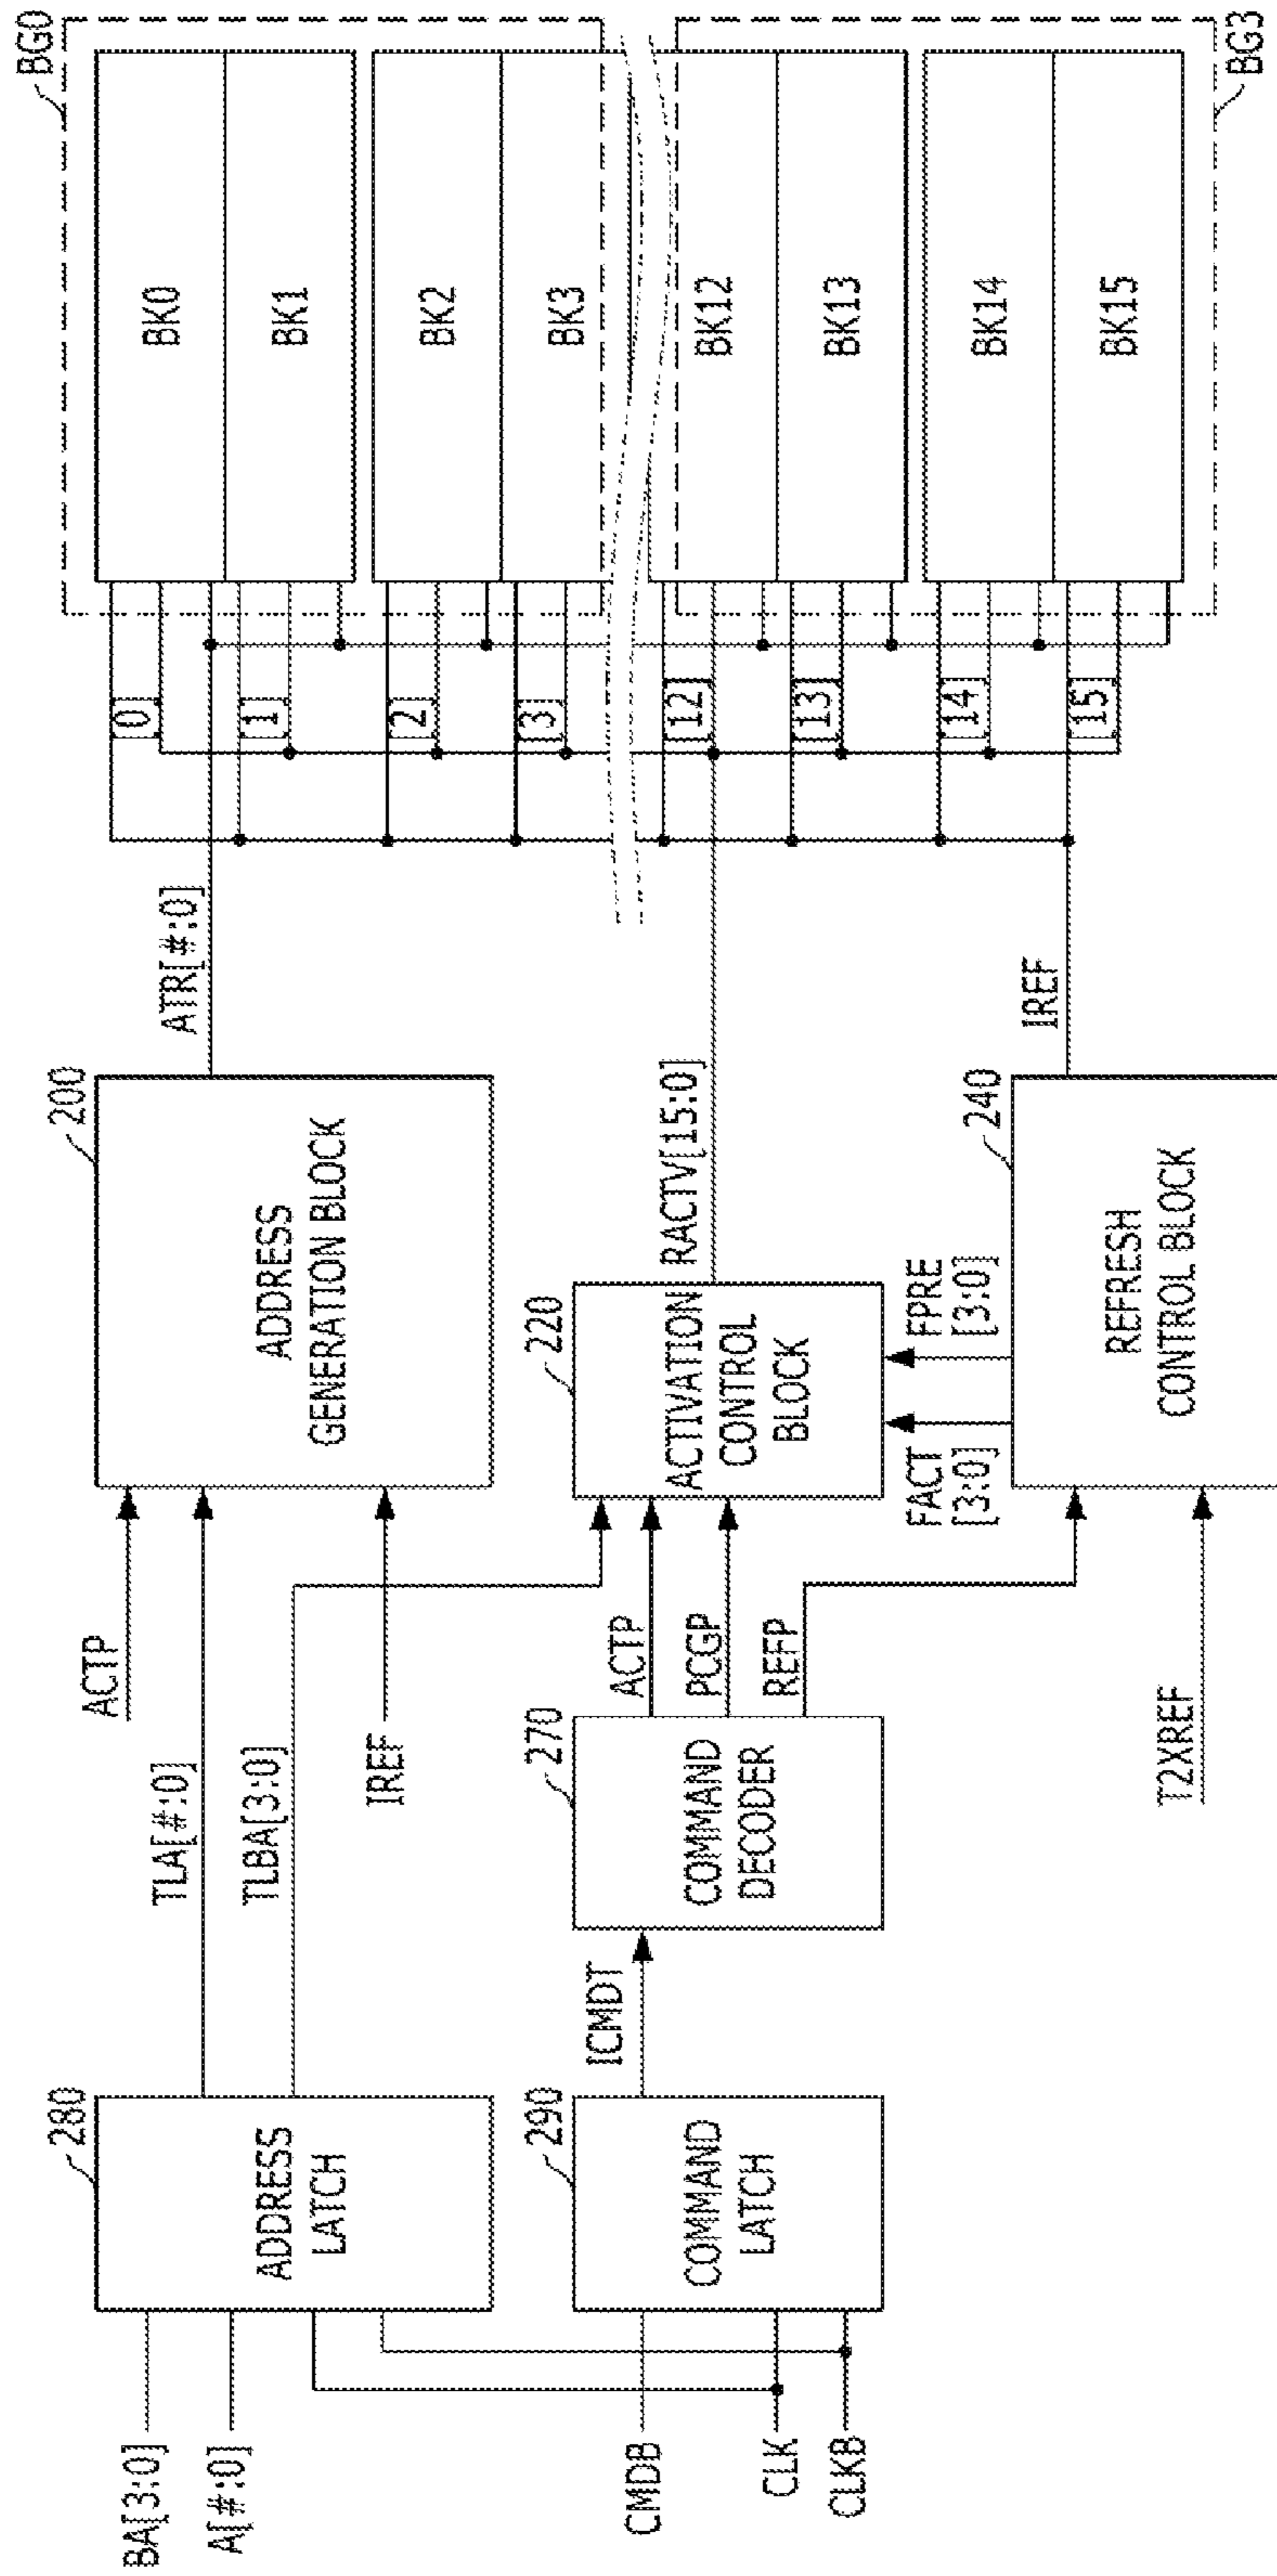 BA[3:0]
A[#:0]
280
ADDRESS
LATCH
TLA[#:0]
TLBA[3:0]
ACTP
IREF
200
ADDRESS
GENERATION BLOCK
ATR[#:0]
CMDB
CLK
CLKB
290
COMMAND
LATCH
ICMDT
270
COMMAND
DECODER
ACTP
PCGP
REFP
220
ACTIVATION
CONTROL
BLOCK
RACTV[15:0]
FACT
[3:0]
FPRE
[3:0]
T2XREF
240
REFRESH
CONTROL BLOCK
IREF
[0]
[1]
[2]
[3]
[12]
[13]
[14]
[15]
BG0
BK0
BK1
BK2
BK3
BK12
BK13
BK14
BK15
BG3